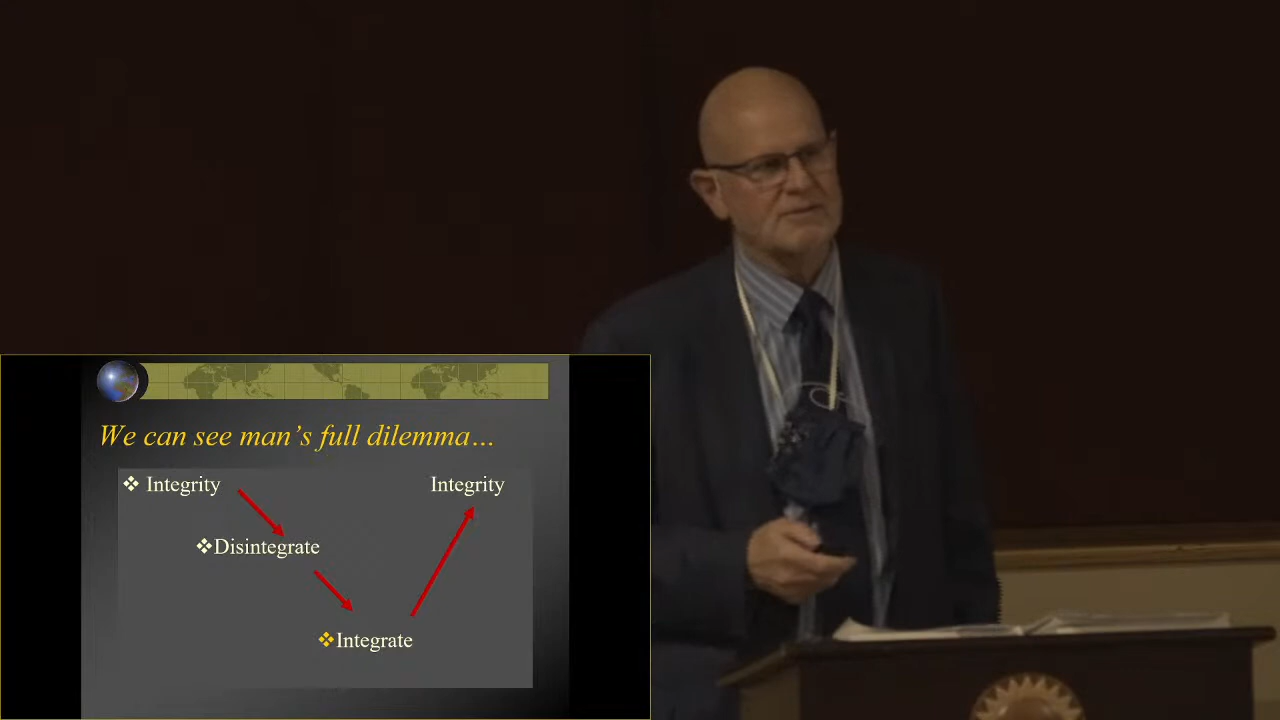 We can see man's full dilemma…
❖ Integrity Integrity
❖Disintegrate
❖Integrate